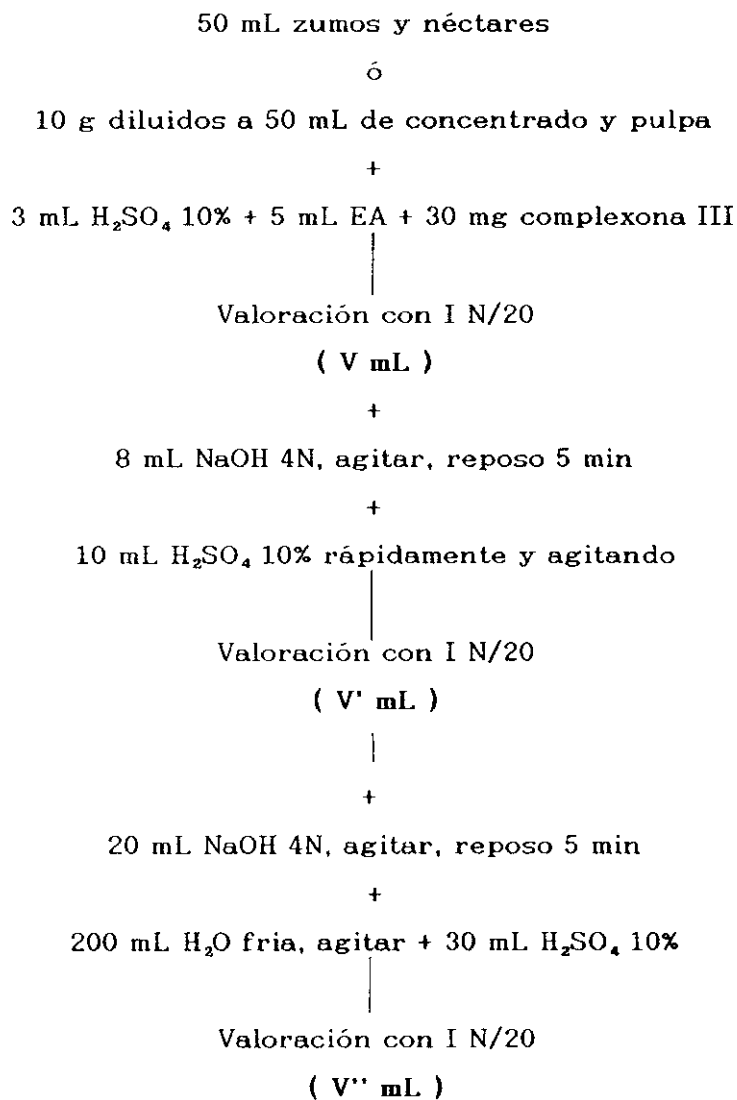 50 mL zumos y néctares
ó
10 g diluidos a 50 mL de concentrado y pulpa
+
3 mL H₂SO₄ 10% + 5 mL EA + 30 mg complexona III
Valoración con I N/20
( V mL )
+
8 mL NaOH 4N, agitar, reposo 5 min
+
10 mL H₂SO₄ 10% rápidamente y agitando
Valoración con I N/20
( V' mL )
+
20 mL NaOH 4N, agitar, reposo 5 min
+
200 mL H₂O fria, agitar + 30 mL H₂SO₄ 10%
Valoración con I N/20
( V'' mL )